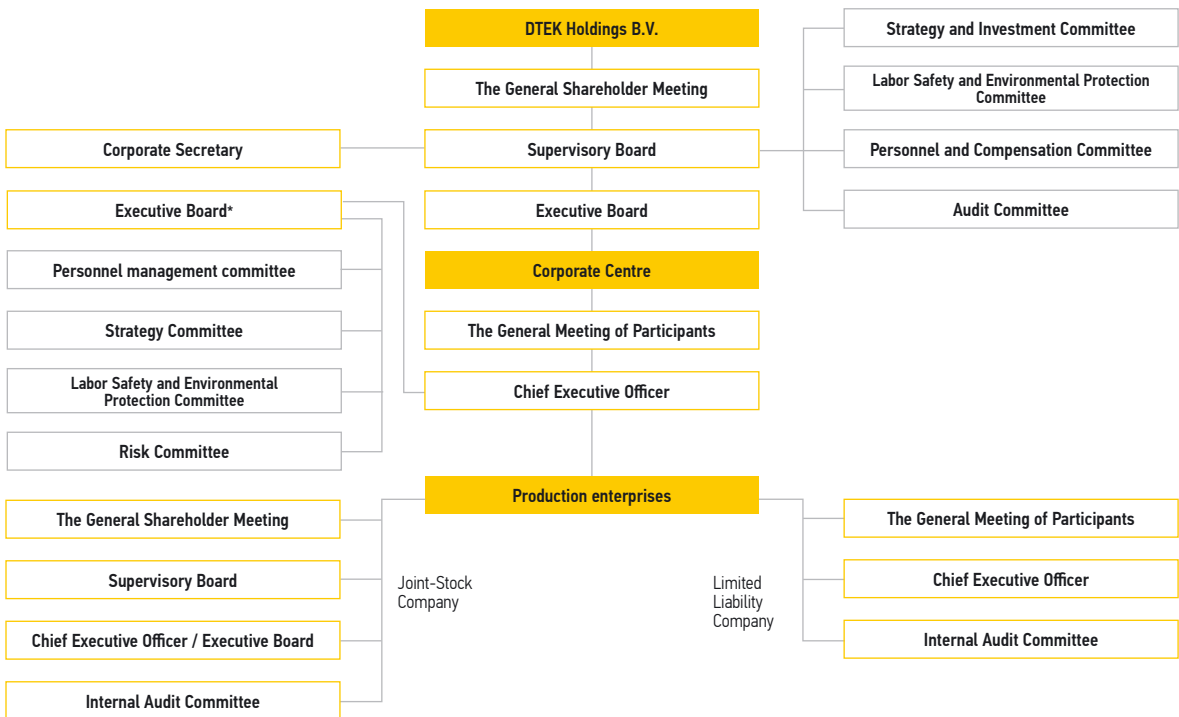 DTEK Holdings B.V.
The General Shareholder Meeting
Supervisory Board
Executive Board
Corporate Centre
The General Meeting of Participants
Chief Executive Officer
Production enterprises
Strategy and Investment Committee
Labor Safety and Environmental Protection
Committee
Personnel and Compensation Committee
Audit Committee
Corporate Secretary
Executive Board*
Personnel management committee
Strategy Committee
Labor Safety and Environmental
Protection Committee
Risk Committee
The General Shareholder Meeting
Supervisory Board
Chief Executive Officer / Executive Board
Internal Audit Committee
Joint-Stock
Company
Limited
Liability
Company
The General Meeting of Participants
Chief Executive Officer
Internal Audit Committee